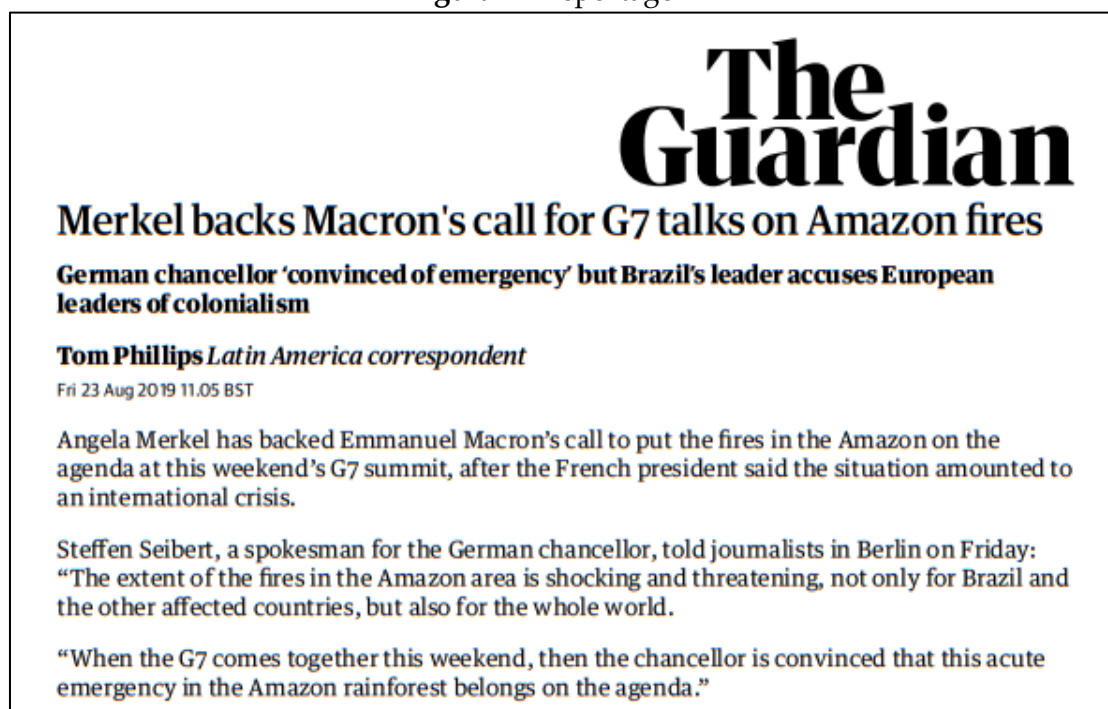 The
Guardian
Merkel backs Macron's call for G7 talks on Amazon fires
German chancellor ‘convinced of emergency’ but Brazil’s leader accuses European
leaders of colonialism
Tom Phillips Latin America correspondent
Fri 23 Aug 2019 11.05 BST
Angela Merkel has backed Emmanuel Macron’s call to put the fires in the Amazon on the
agenda at this weekend’s G7 summit, after the French president said the situation amounted to
an international crisis.
Steffen Seibert, a spokesman for the German chancellor, told journalists in Berlin on Friday:
“The extent of the fires in the Amazon area is shocking and threatening, not only for Brazil and
the other affected countries, but also for the whole world.
“When the G7 comes together this weekend, then the chancellor is convinced that this acute
emergency in the Amazon rainforest belongs on the agenda.”